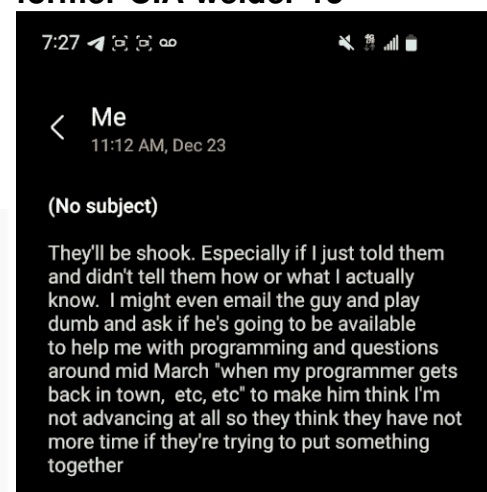 7:27
Me
11:12 AM, Dec 23
(No subject)
They'll be shook. Especially if I just told them
and didn't tell them how or what I actually
know.  I might even email the guy and play
dumb and ask if he's going to be available
to help me with programming and questions
around mid March "when my programmer gets
back in town,  etc, etc" to make him think I'm
not advancing at all so they think they have not
more time if they're trying to put something
together